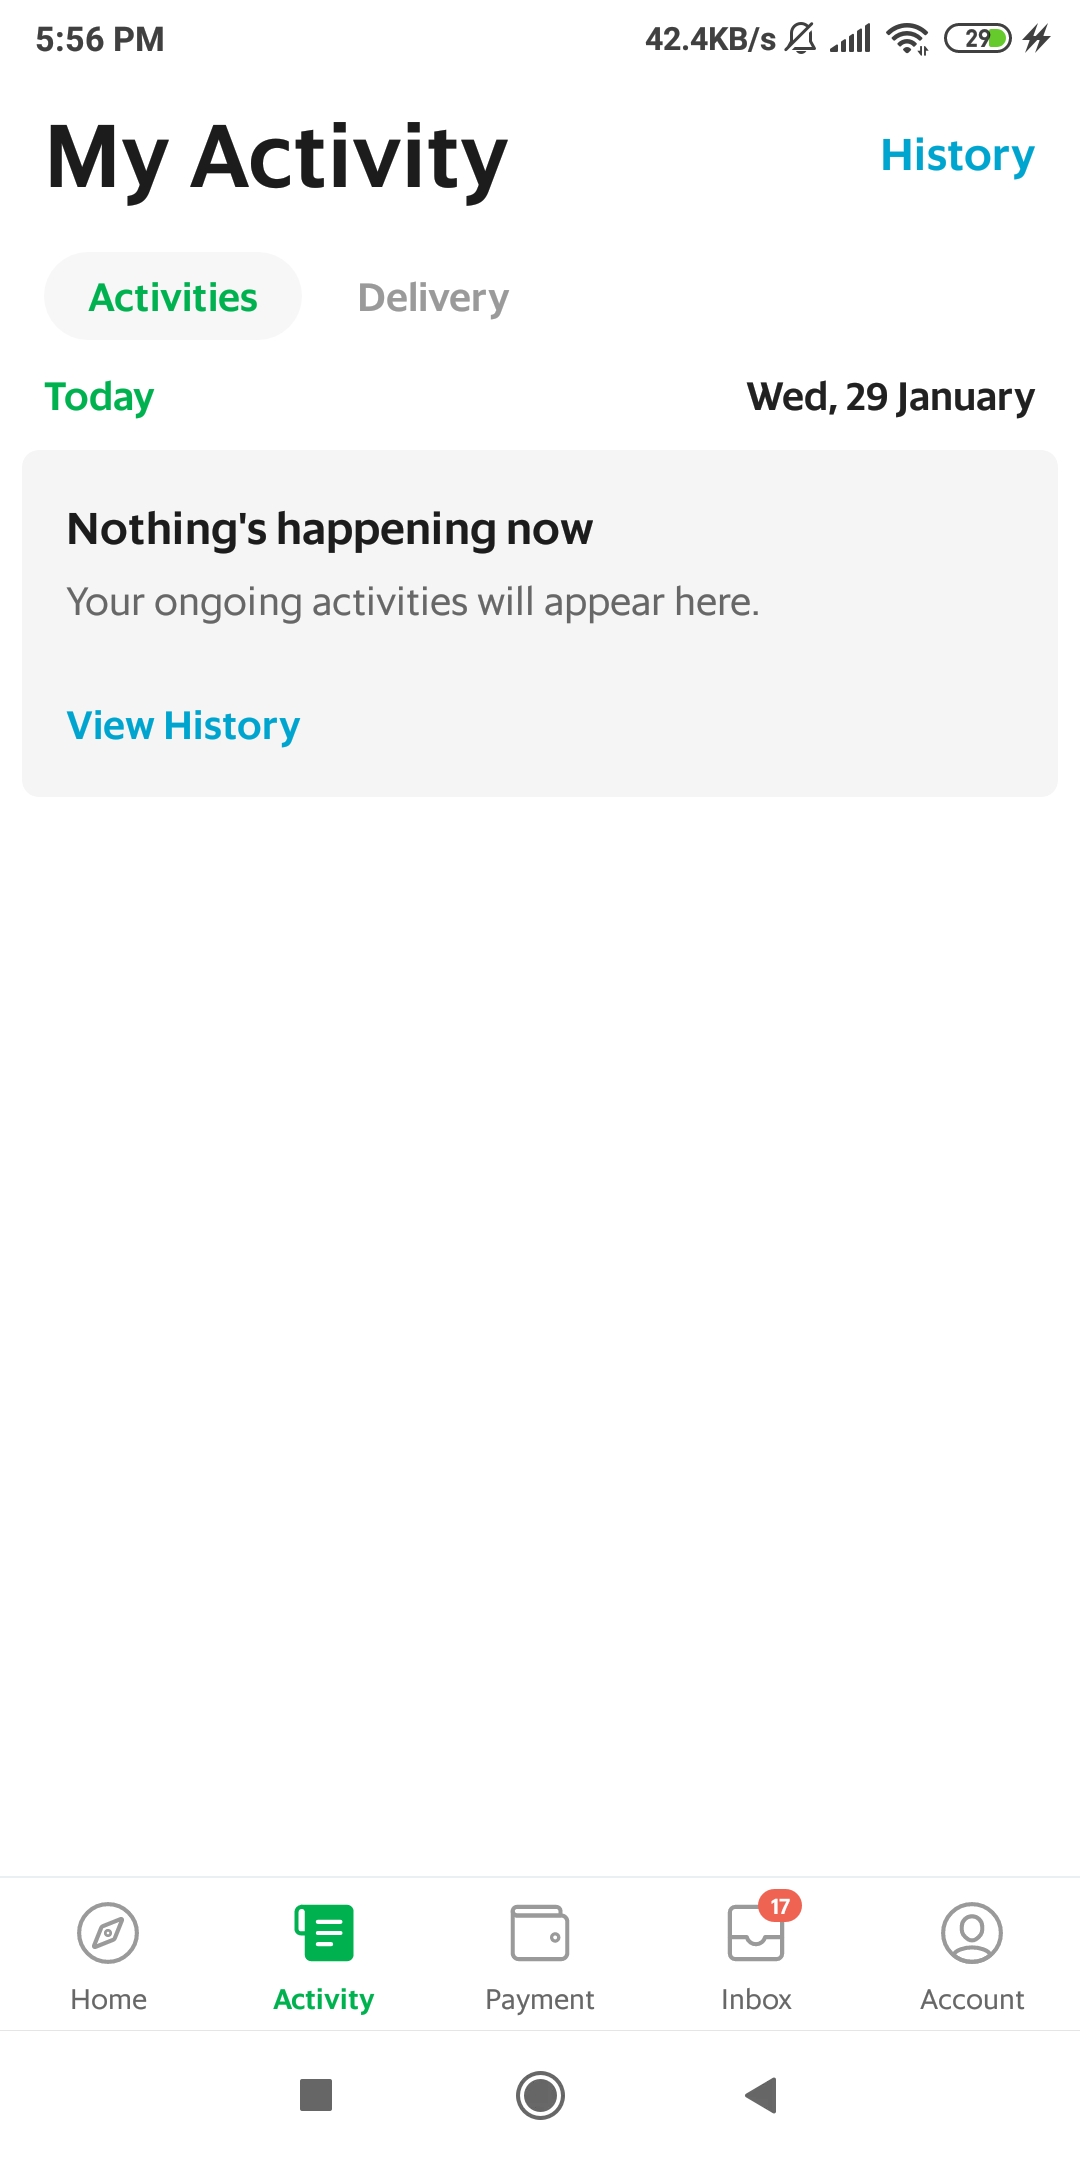 5:56 PM 42.4KB/s 29
My Activity History
Activities Delivery
Today Wed, 29 January
Nothing's happening now
Your ongoing activities will appear here.
View History
17
Home Activity Payment Inbox Account